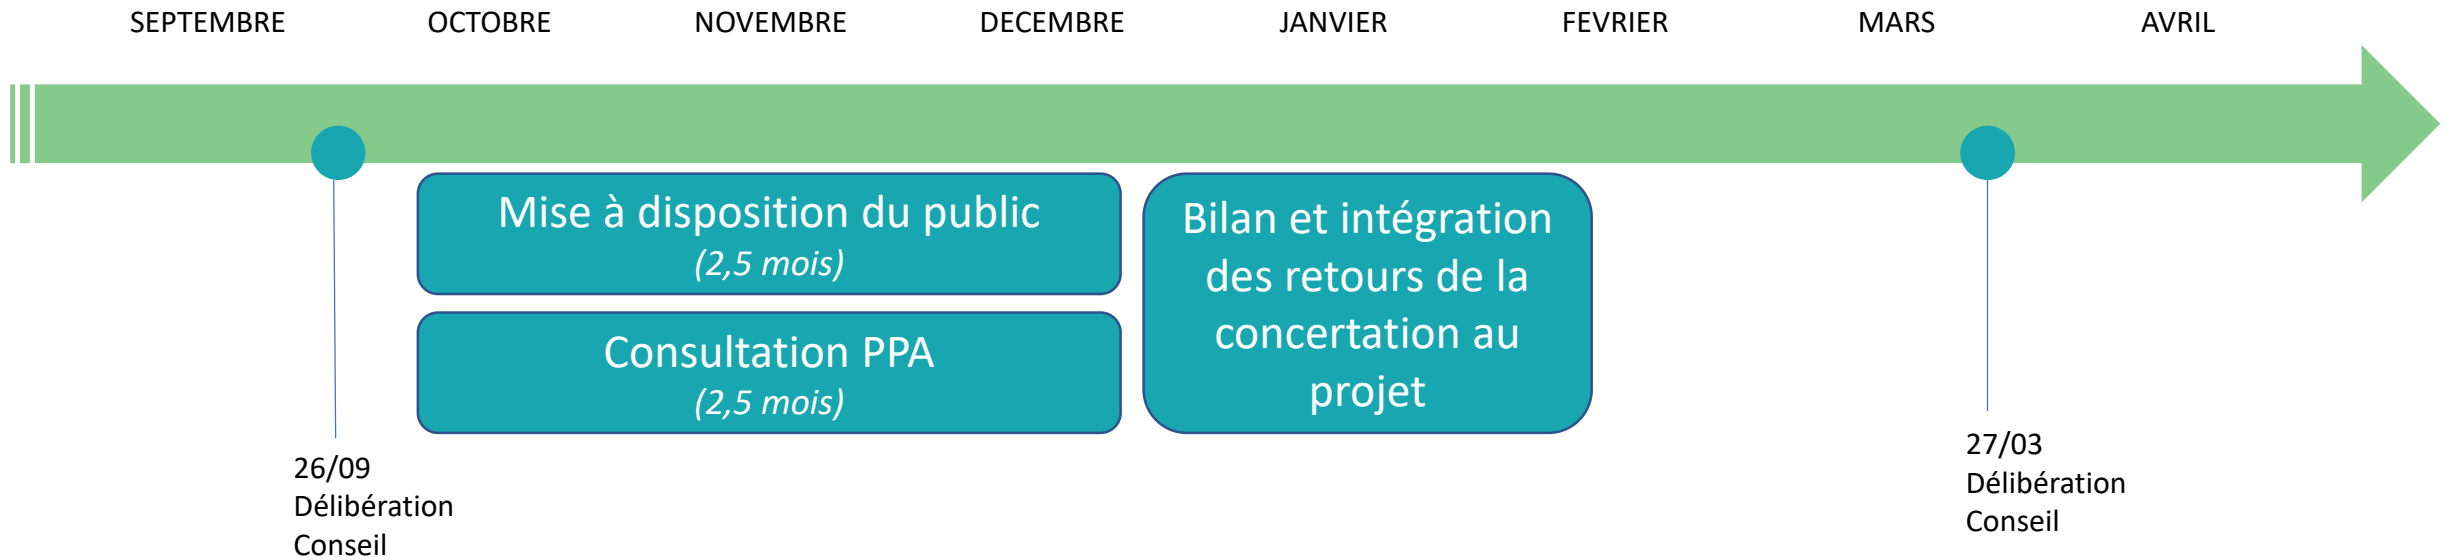 SEPTEMBRE OCTOBRE NOVEMBRE DECEMBRE JANVIER FEVRIER MARS AVRIL
Mise à disposition du public
(2,5 mois)
Consultation PPA
(2,5 mois)
Bilan et intégration
des retours de la
concertation au
projet
26/09
Délibération
Conseil
27/03
Délibération
Conseil